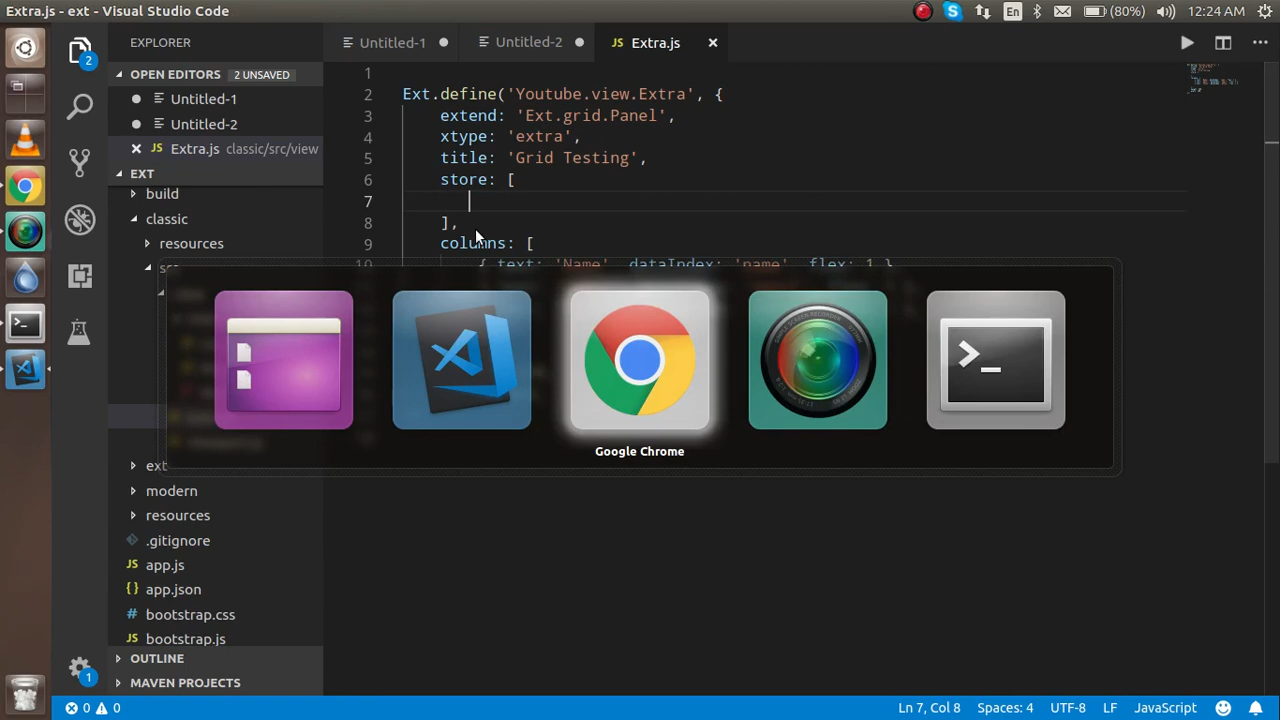 Extra.js - ext - Visual Studio Code
En
(80%)
12:24 AM
EXPLORER
Untitled-1
Untitled-2
JS Extra.js
2
OPEN EDITORS 2 UNSAVED
Untitled-1
Untitled-2
JS Extra.js classic/src/view
EXT
build
classic
resources
ext
modern
resources
.gitignore
JS app.js
{} app.json
# bootstrap.css
JS bootstrap.js
OUTLINE
MAVEN PROJECTS
1
1
2 Ext.define('Youtube.view.Extra', {
3 extend: 'Ext.grid.Panel',
4 xtype: 'extra',
5 title: 'Grid Testing',
6 store: [
7
8 ],
9 columns: [
10 { text: 'Name', dataIndex: 'name', flex: 1 },
Google Chrome
0 0
Ln 7, Col 8
Spaces: 4
UTF-8
LF
JavaScript